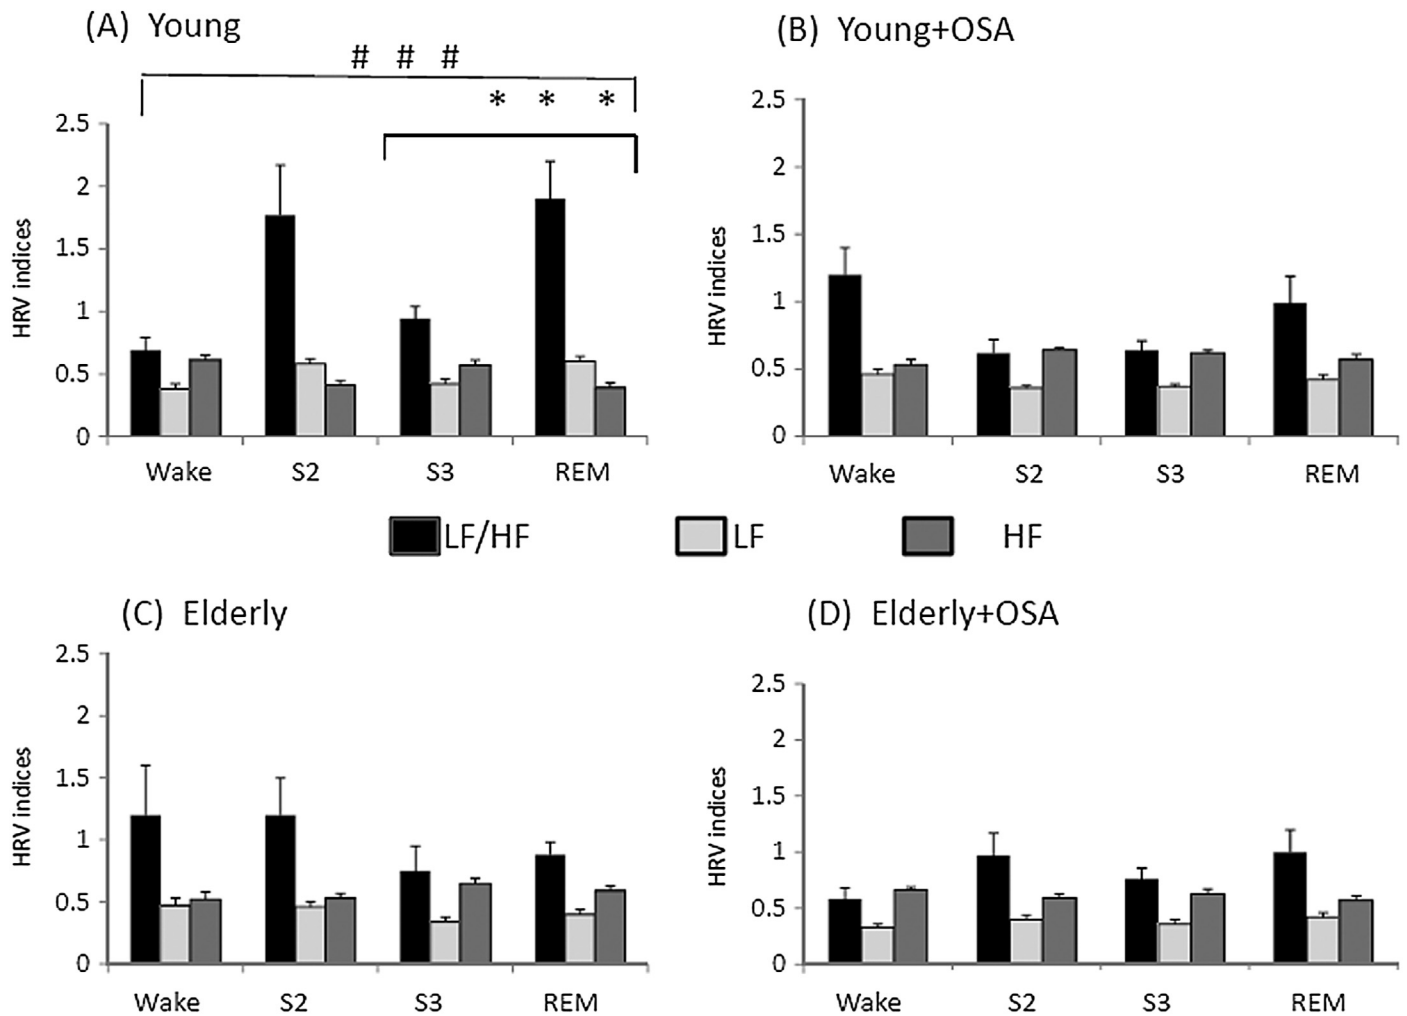 (A) Young
# # #
* * *
HRV indices
2.5
2
1.5
1
0.5
0
Wake S2 S3 REM
(B) Young+OSA
HRV indices
2.5
2
1.5
1
0.5
0
Wake S2 S3 REM
LF/HF LF HF
(C) Elderly
HRV indices
2.5
2
1.5
1
0.5
0
Wake S2 S3 REM
(D) Elderly+OSA
HRV indices
2.5
2
1.5
1
0.5
0
Wake S2 S3 REM